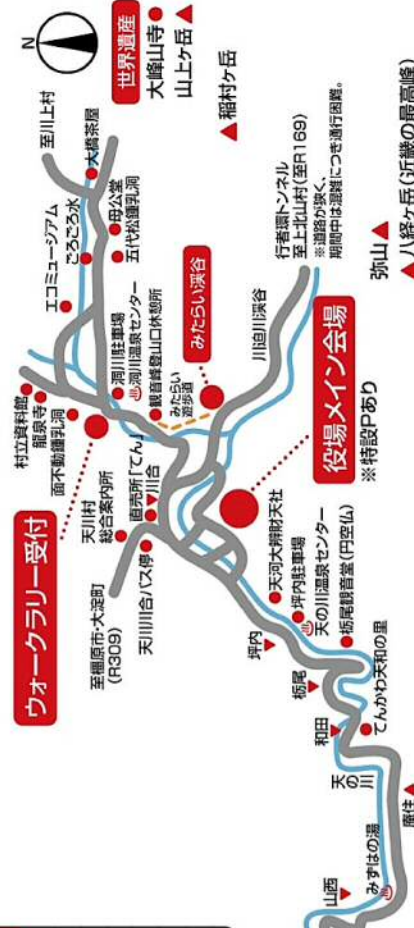 N
世界遺産
大峰山寺
山上ヶ岳
稲村ヶ岳
至川上村
大橋茶屋
ごろごろ水
母公堂
五代松鍾乳洞
エコミュージアム
洞川駐車場
洞川温泉センター
観音峰登山口休憩所
みたらい
遊歩道
みたらい渓谷
村立資料館
龍泉寺
面不動鍾乳洞
ウォークラリー受付
天川村
総合案内所
直売所「てん」
川合
天川川合バス停
至橿原市・大淀町
(R309)
行者環トンネル
至上北山村(至R169)
※道路が狭く、
期間中は混雑につき通行困難。
川迫川渓谷
弥山
八経ヶ岳(近畿の最高峰)
役場メイン会場
※特設Pあり
天河大辨財天社
坪内駐車場
天の川温泉センター
栃尾観音堂(円空仏)
坪内
栃尾
和田
てんかわ天和の里
天の川
庵住
山西
みずはの湯